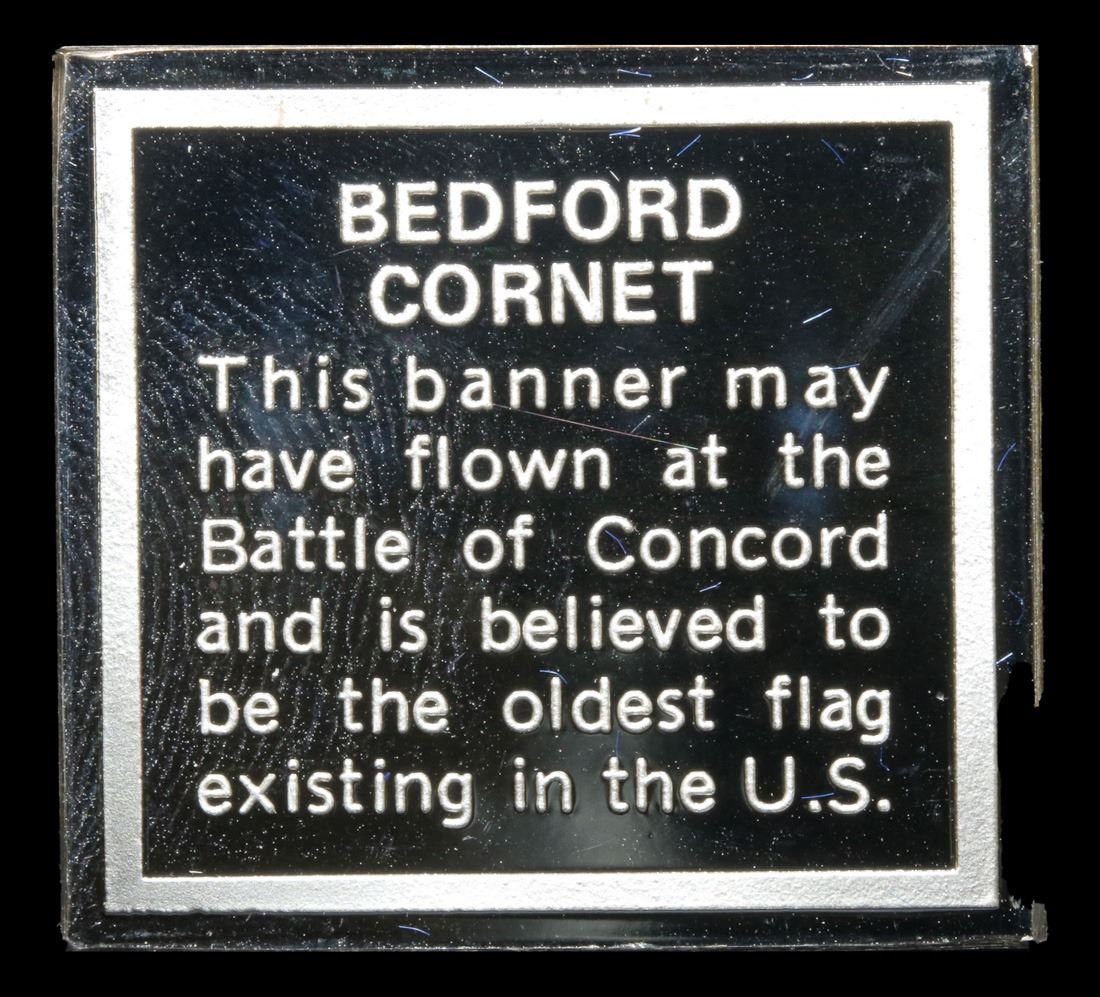 BEDFORD
CORNET
This banner may
have flown at the
Battle of Concord
and is believed to
be the oldest flag
existing in the U.S.